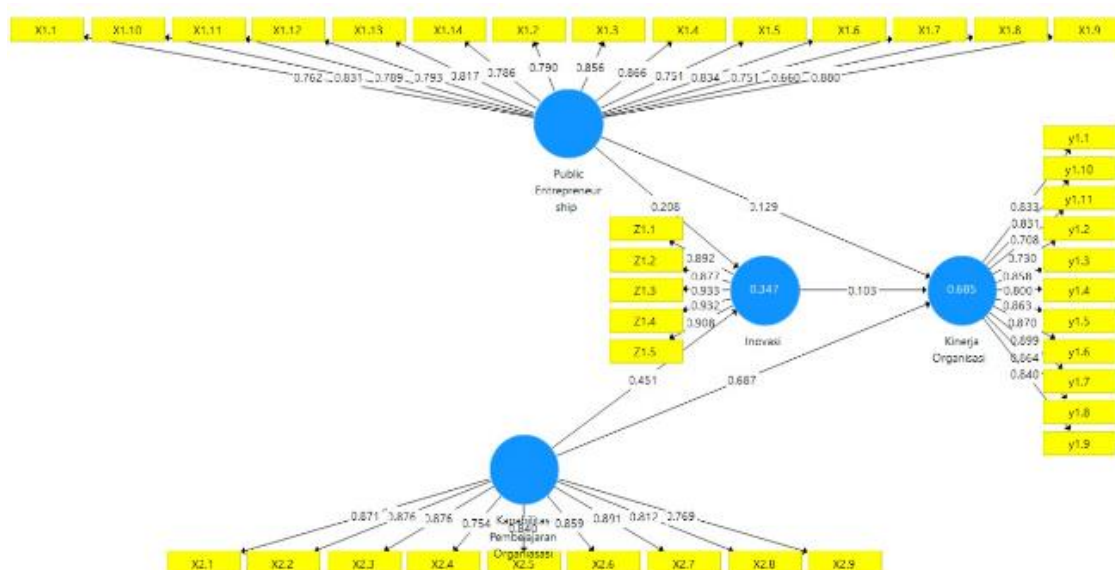 X1.1 X1.10 X1.11 X1.12 X1.13 X1.14 X1.2 X1.3 X1.4 X1.5 X1.6 X1.7 X1.8 X1.9
0.762 0.831 0.789 0.793 0.817 0.786 0.790 0.856 0.866 0.751 0.834 0.751 0.660 0.880
Public
Entrepreneur
ship
0.208
0.129
Z1.1
Z1.2
Z1.3
Z1.4
Z1.5
0.892
0.877
0.933
0.932
0.908
0.347
Inovasi
0.103
0.685
Kinerja
Organisasi
0.833
0.831
0.708
0.730
0.858
0.800
0.863
0.870
0.899
0.864
0.840
y1.1
y1.10
y1.11
y1.2
y1.3
y1.4
y1.5
y1.6
y1.7
y1.8
y1.9
0.451
0.687
0.871 0.876 0.876 0.754 0.840 0.859 0.891 0.812 0.769
Kapabilitas
Pembelajaran
Organiasasi
X2.1 X2.2 X2.3 X2.4 X2.5 X2.6 X2.7 X2.8 X2.9